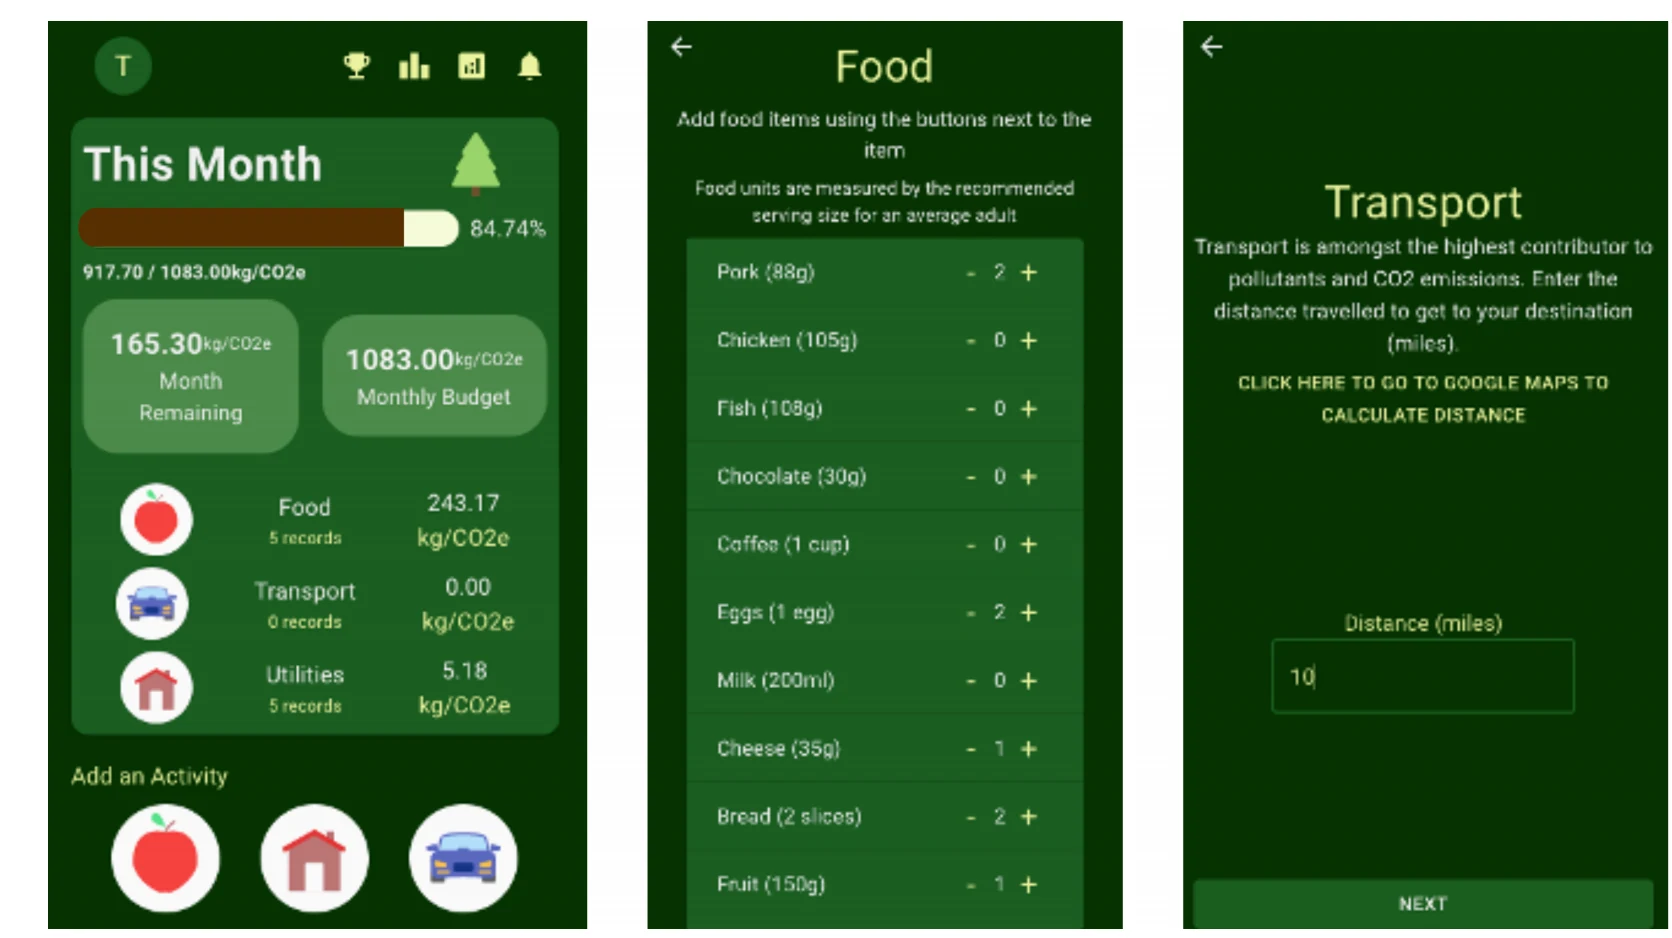 T
This Month
84.74%
917.70 / 1083.00kg/CO2e
165.30kg/CO2e
Month
Remaining
1083.00kg/CO2e
Monthly Budget
Food
243.17
5 records
kg/CO2e
Transport
0.00
0 records
kg/CO2e
Utilities
5.18
5 records
kg/CO2e
Add an Activity
Food
Add food items using the buttons next to the
item
Food units are measured by the recommended
serving size for an average adult
Pork (88g) - 2 +
Chicken (105g) - 0 +
Fish (108g) - 0 +
Chocolate (30g) - 0 +
Coffee (1 cup) - 0 +
Eggs (1 egg) - 2 +
Milk (200ml) - 0 +
Cheese (35g) - 1 +
Bread (2 slices) - 2 +
Fruit (150g) - 1 +
Transport
Transport is amongst the highest contributor to
pollutants and CO2 emissions. Enter the
distance travelled to get to your destination
(miles).
CLICK HERE TO GO TO GOOGLE MAPS TO
CALCULATE DISTANCE
Distance (miles)
10
NEXT